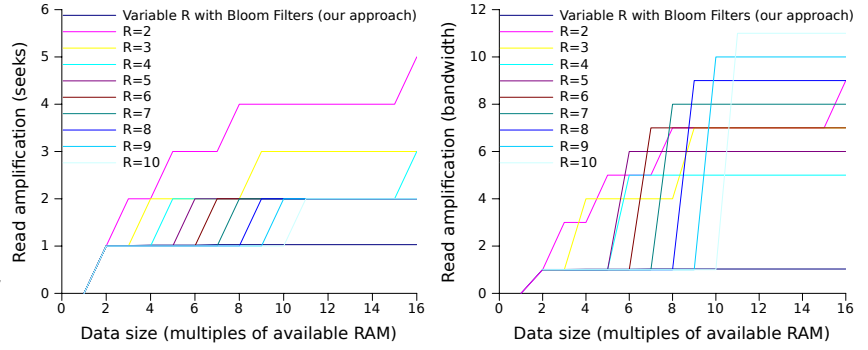 Read amplification (seeks)
6
5
4
3
2
1
0
Variable R with Bloom Filters (our approach)
R=2
R=3
R=4
R=5
R=6
R=7
R=8
R=9
R=10
0 2 4 6 8 10 12 14 16
Data size (multiples of available RAM)
Read amplification (bandwidth)
12
10
8
6
4
2
0
Variable R with Bloom Filters (our approach)
R=2
R=3
R=4
R=5
R=6
R=7
R=8
R=9
R=10
0 2 4 6 8 10 12 14 16
Data size (multiples of available RAM)